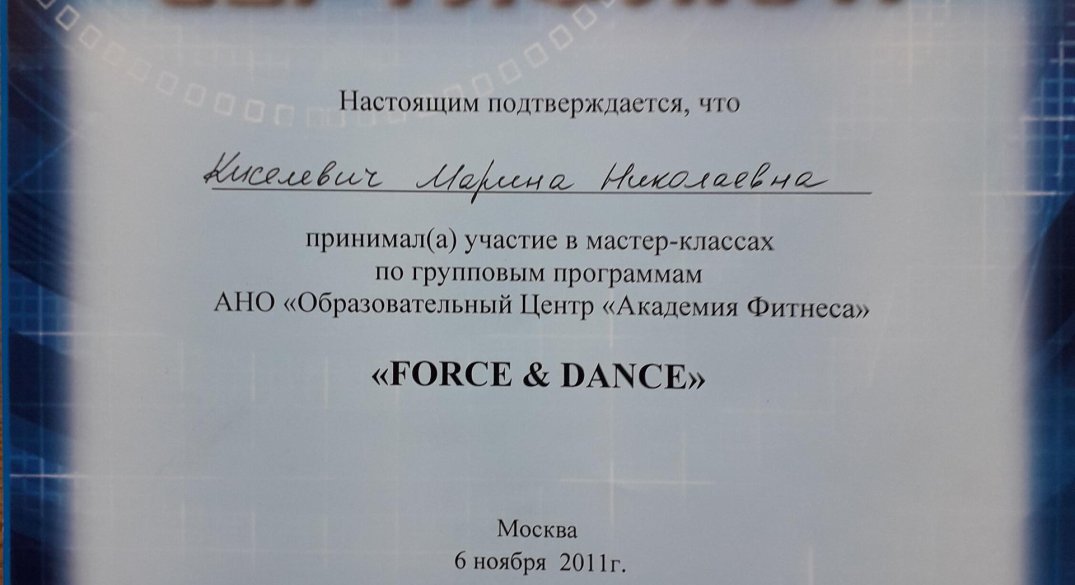 Настоящим подтверждается, что
Киселевич Марина Николаевна
принимал(а) участие в мастер-классах
по групповым программам
АНО «Образовательный Центр «Академия Фитнеса»
«FORCE & DANCE»
Москва
6 ноября 2011г.